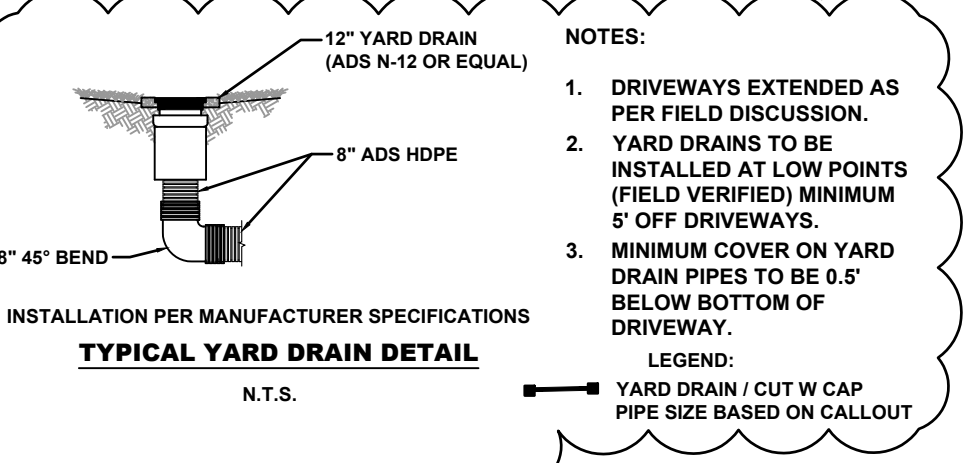 12" YARD DRAIN
(ADS N-12 OR EQUAL)
8" ADS HDPE
8" 45° BEND
INSTALLATION PER MANUFACTURER SPECIFICATIONS
TYPICAL YARD DRAIN DETAIL
N.T.S.
NOTES:
1. DRIVEWAYS EXTENDED AS
PER FIELD DISCUSSION.
2. YARD DRAINS TO BE
INSTALLED AT LOW POINTS
(FIELD VERIFIED) MINIMUM
5' OFF DRIVEWAYS.
3. MINIMUM COVER ON YARD
DRAIN PIPES TO BE 0.5'
BELOW BOTTOM OF
DRIVEWAY.
LEGEND:
YARD DRAIN / CUT W CAP
PIPE SIZE BASED ON CALLOUT